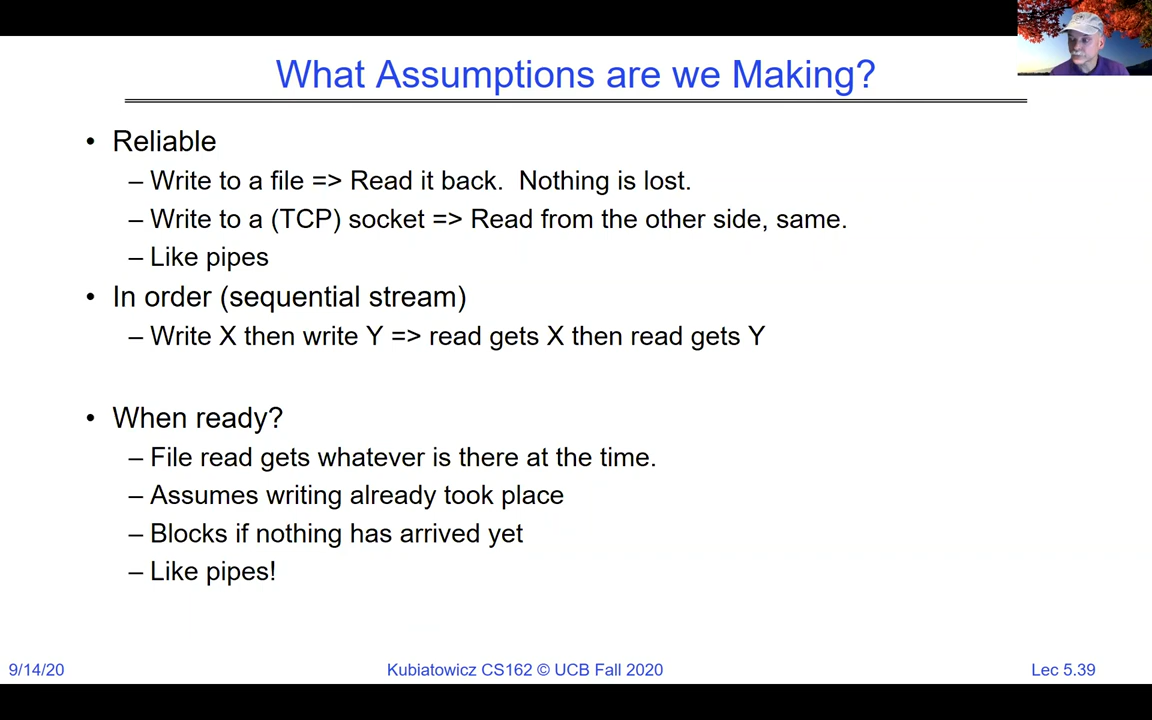 What Assumptions are we Making?
• Reliable
– Write to a file => Read it back. Nothing is lost.
– Write to a (TCP) socket => Read from the other side, same.
– Like pipes
• In order (sequential stream)
– Write X then write Y => read gets X then read gets Y
• When ready?
– File read gets whatever is there at the time.
– Assumes writing already took place
– Blocks if nothing has arrived yet
– Like pipes!
9/14/20 Kubiatowicz CS162 © UCB Fall 2020 Lec 5.39